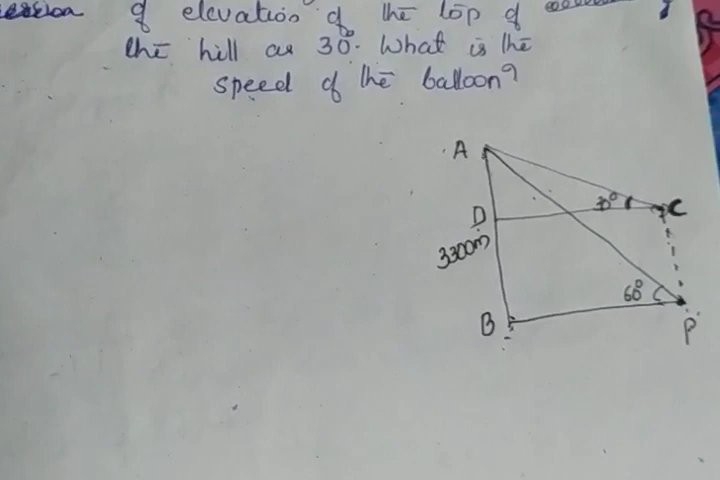 of elevation of the top of
the hill as 30°. What is the
speed of the balloon?
A
30°
C
D
3300m
60°
B
P